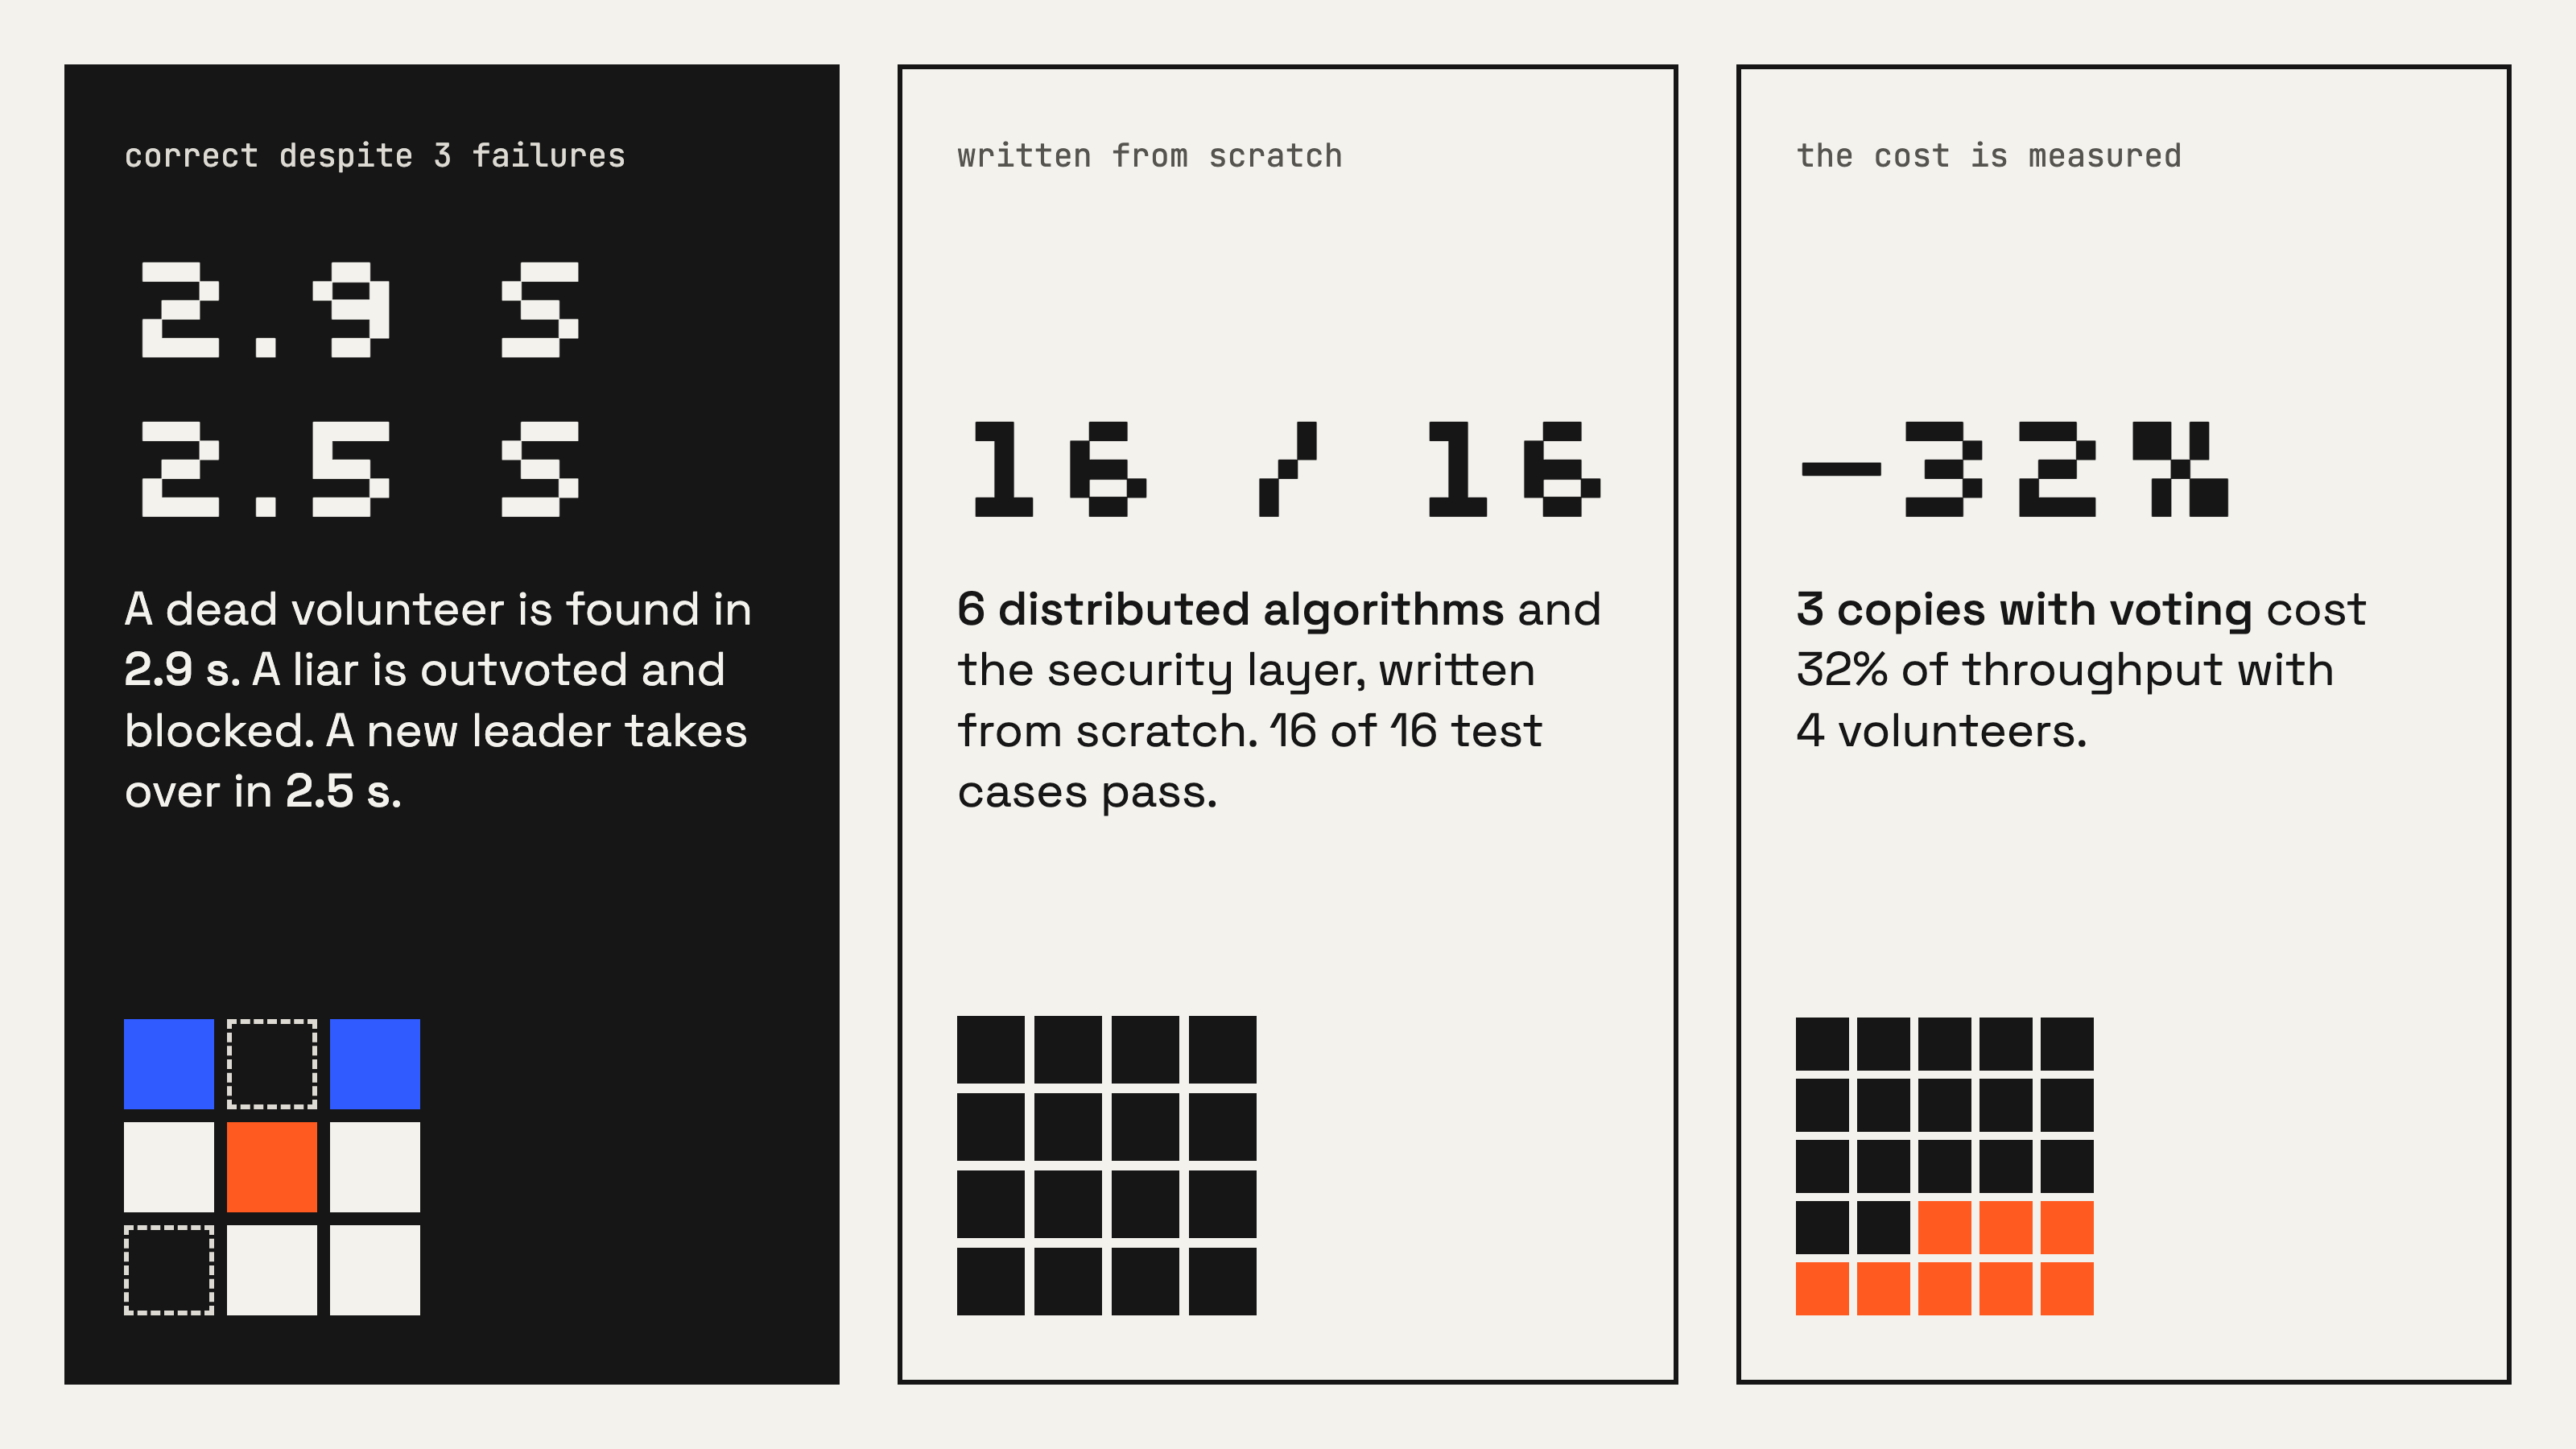 correct despite 3 failures
2.9 S
2.5 S
A dead volunteer is found in
2.9 s. A liar is outvoted and
blocked. A new leader takes
over in 2.5 s.
written from scratch
16 / 16
6 distributed algorithms and
the security layer, written
from scratch. 16 of 16 test
cases pass.
the cost is measured
−32%
3 copies with voting cost
32% of throughput with
4 volunteers.